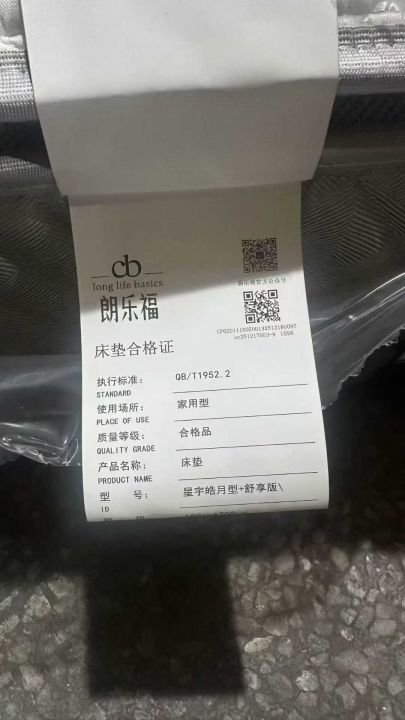 cb
long life basics
朗乐福
朗乐福官方公众号
床垫合格证
执行标准: QB/T1952.2
STANDARD
使用场所: 家用型
PLACE OF USE
质量等级: 合格品
QUALITY GRADE
产品名称: 床垫
PRODUCT NAME
型 号: 星宇皓月型+舒享版\
ID